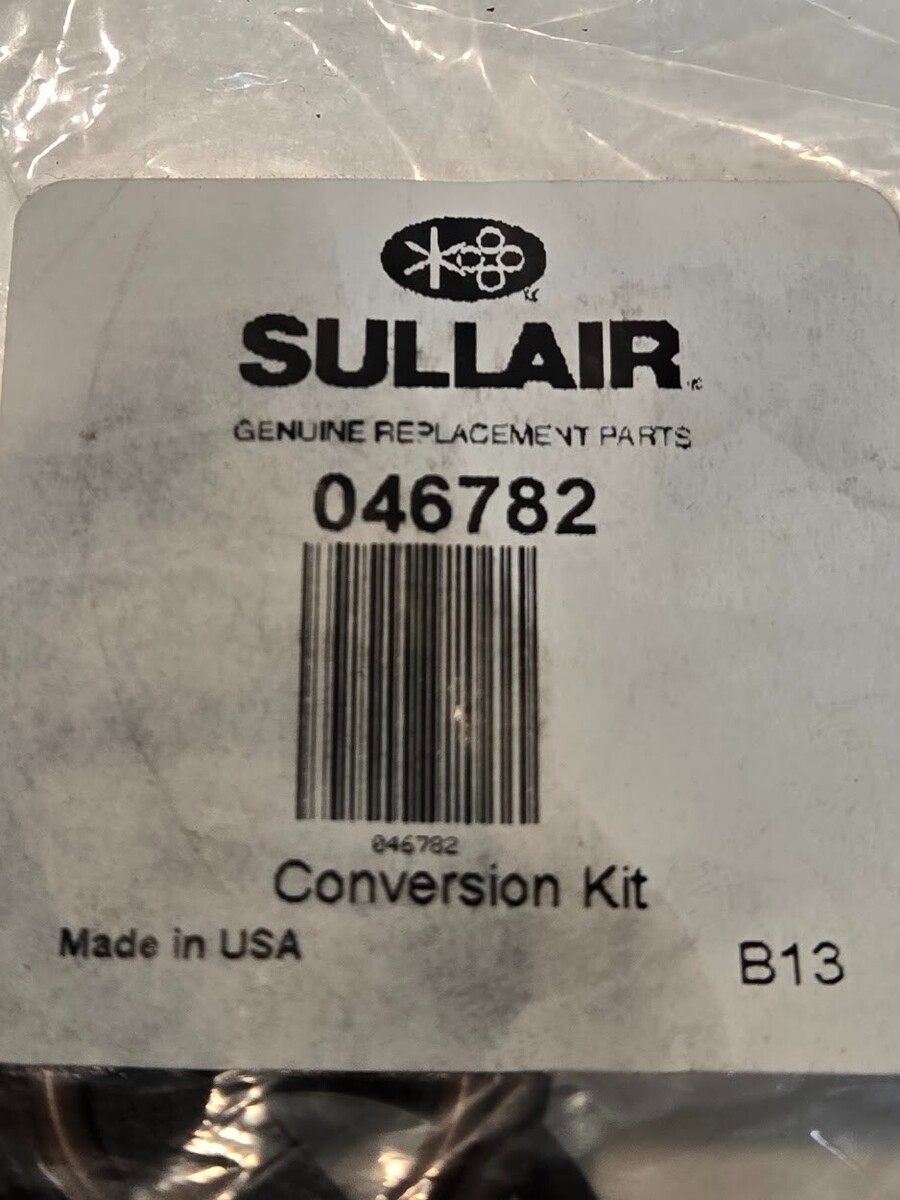 SULLAIR
GENUINE REPLACEMENT PARTS
046782
046782
Conversion Kit
Made in USA
B13